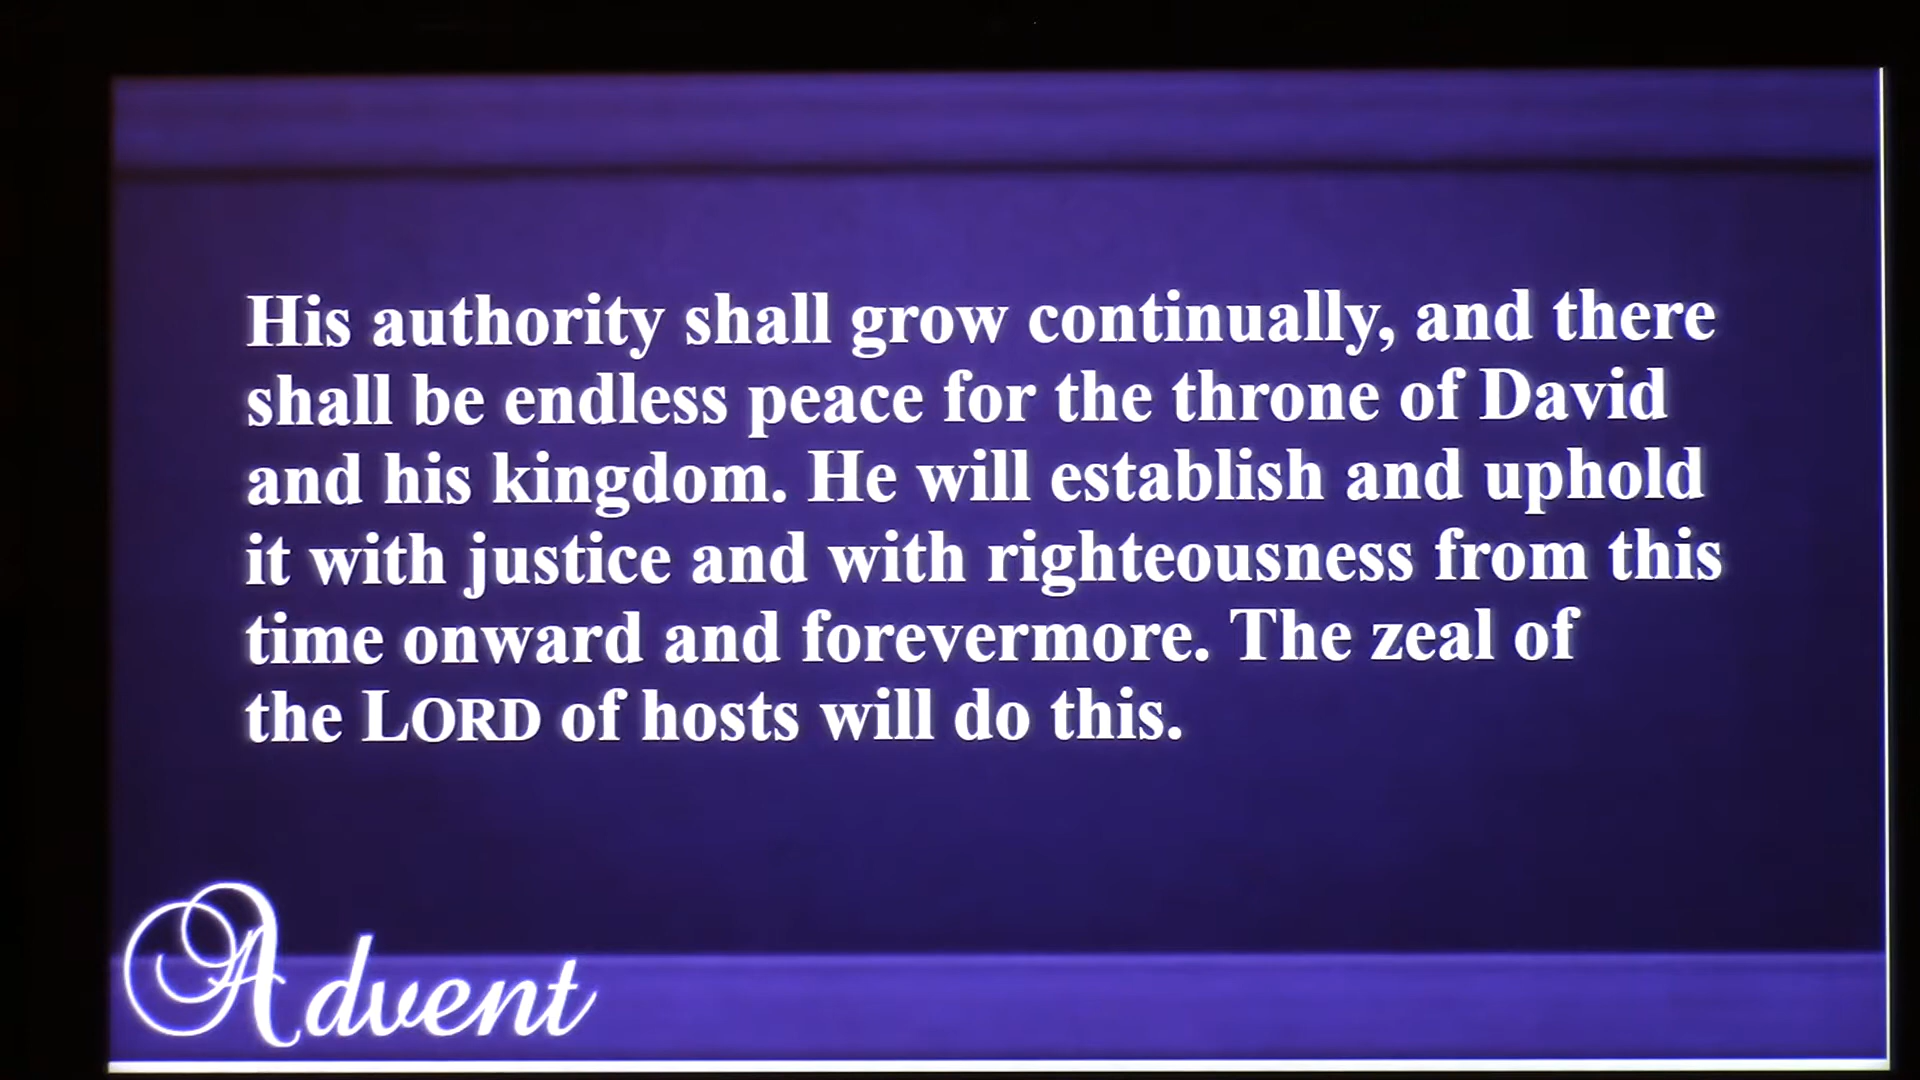 His authority shall grow continually, and there
shall be endless peace for the throne of David
and his kingdom. He will establish and uphold
it with justice and with righteousness from this
time onward and forevermore. The zeal of
the LORD of hosts will do this.
Advent